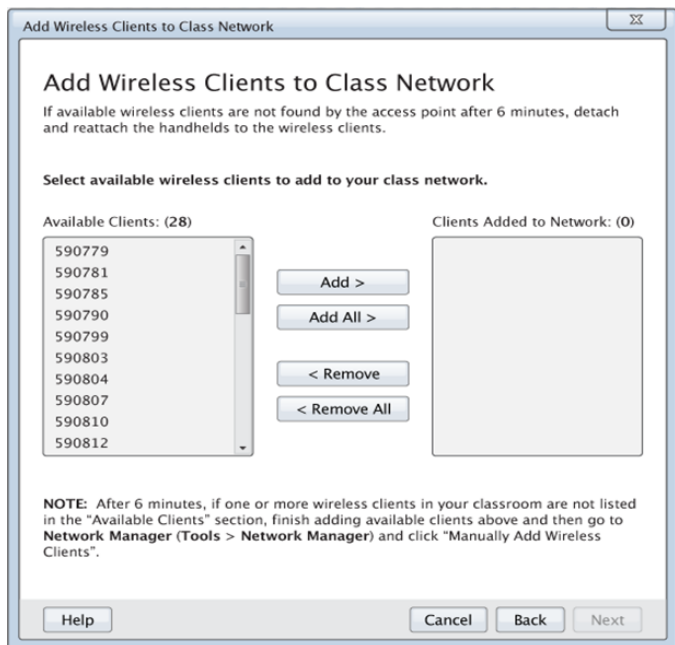 Add Wireless Clients to Class Network
Add Wireless Clients to Class Network
If available wireless clients are not found by the access point after 6 minutes, detach
and reattach the handhelds to the wireless clients.
Select available wireless clients to add to your class network.
Available Clients: (28)
Clients Added to Network: (0)
590779
590781
590785
590790
590799
590803
590804
590807
590810
590812
Add >
Add All >
< Remove
< Remove All
NOTE: After 6 minutes, if one or more wireless clients in your classroom are not listed
in the “Available Clients” section, finish adding available clients above and then go to
Network Manager (Tools > Network Manager) and click “Manually Add Wireless
Clients”.
Help
Cancel
Back
Next